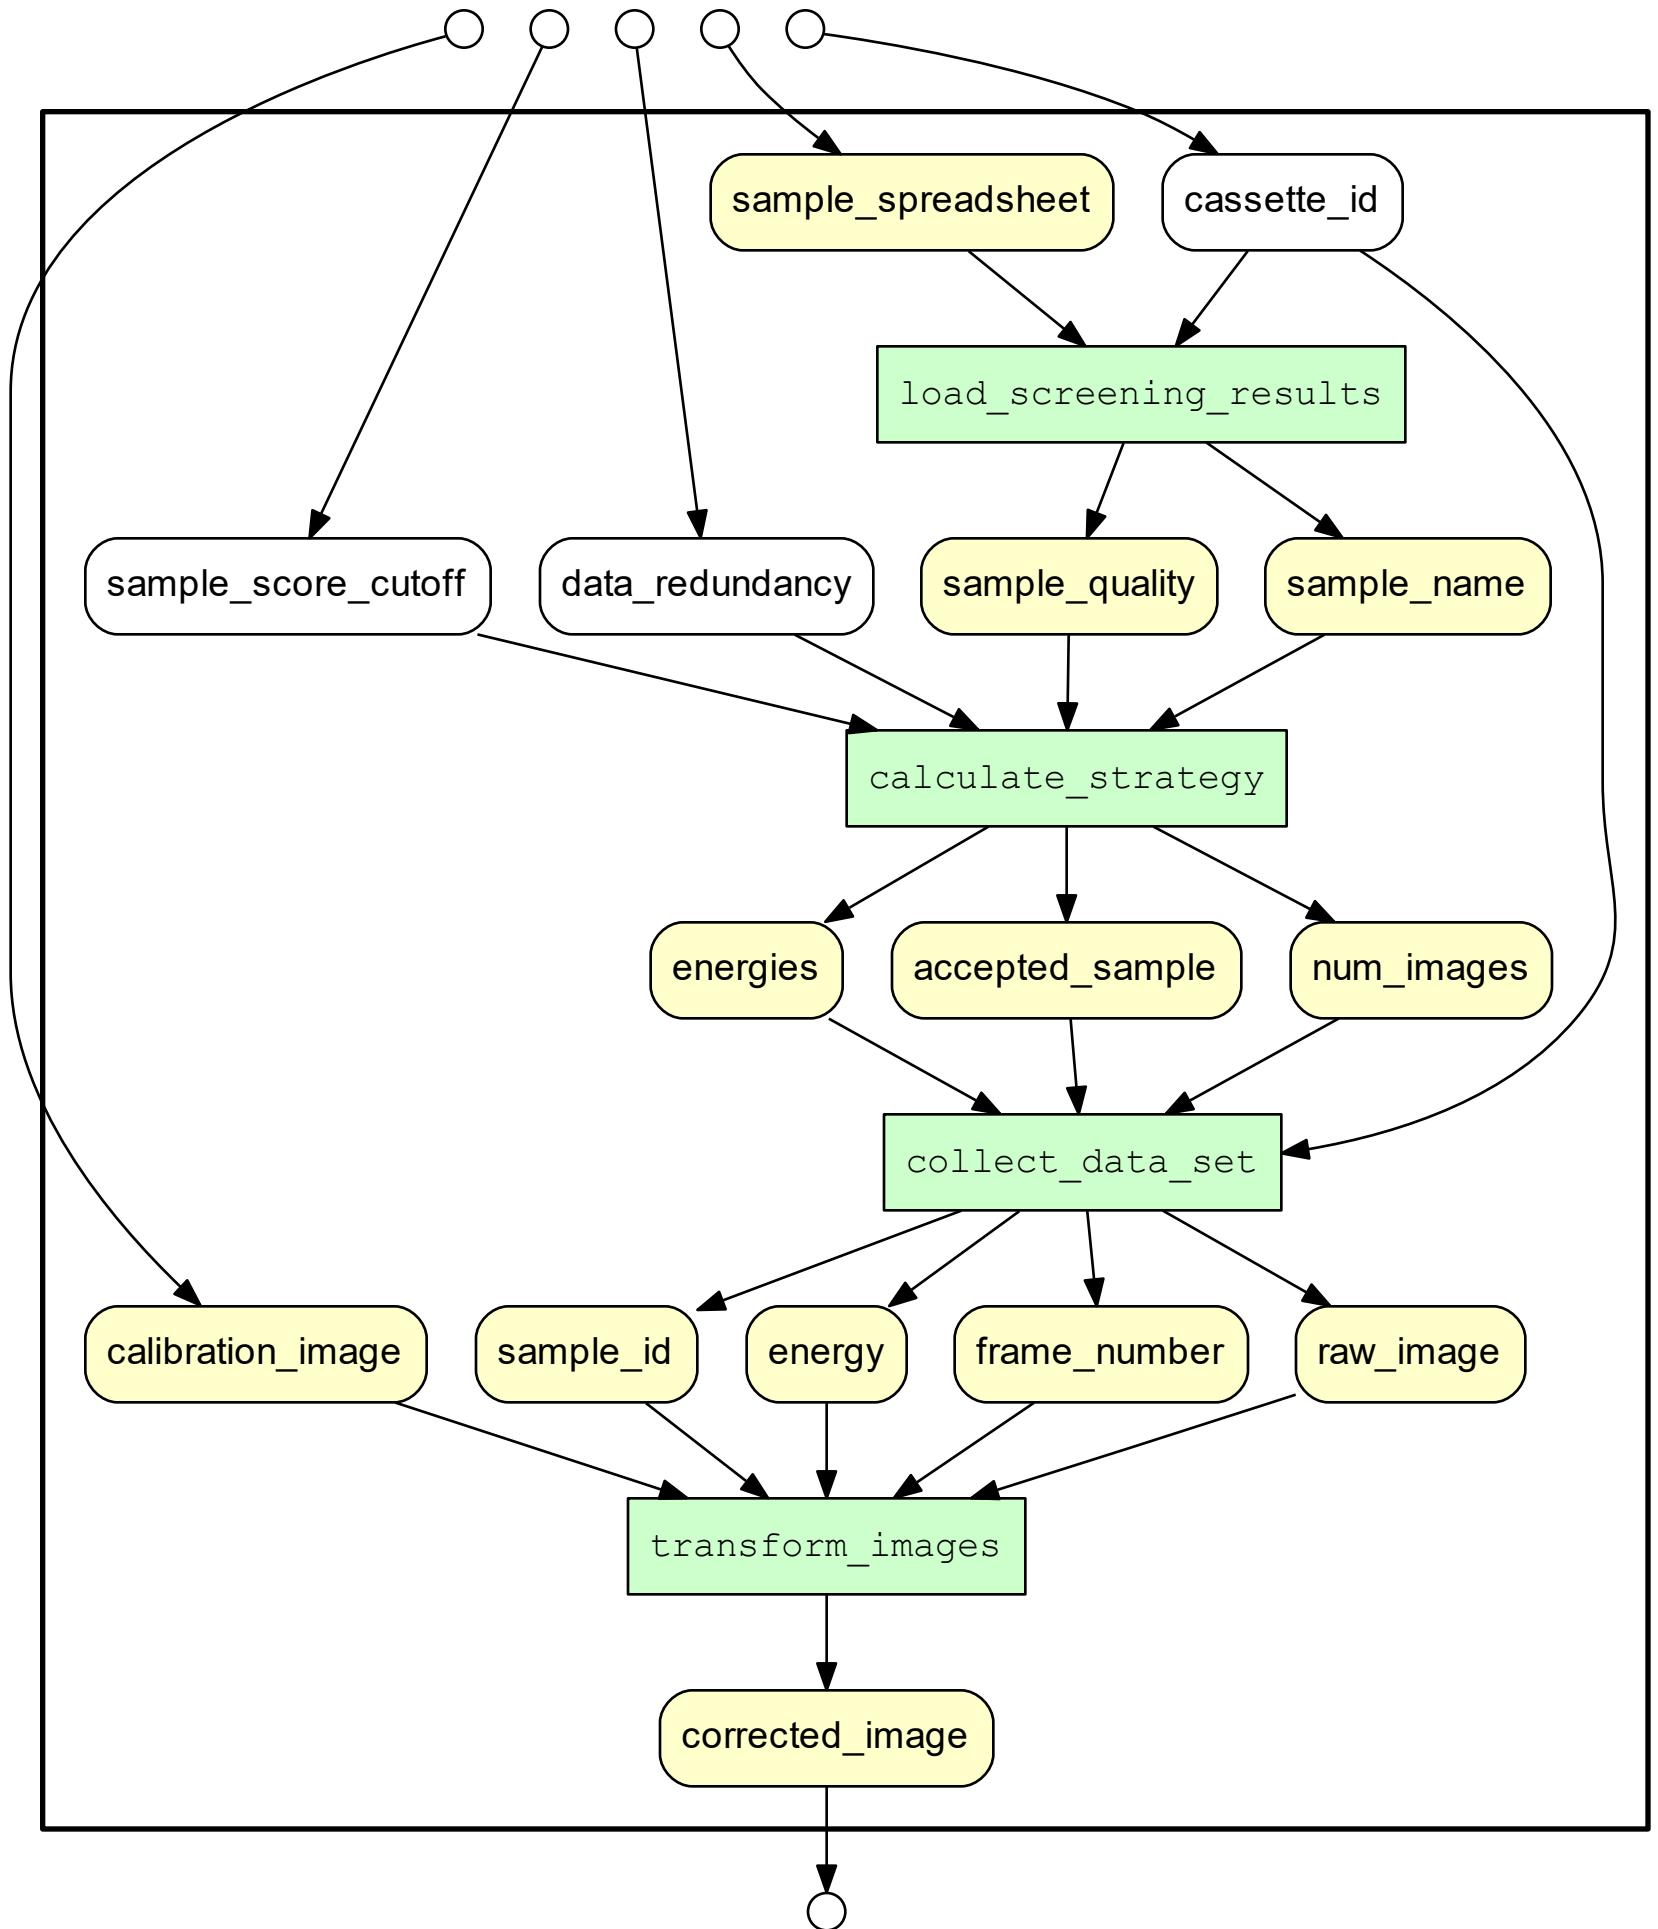 sample_spreadsheet
cassette_id
load_screening_results
sample_score_cutoff
data_redundancy
sample_quality
sample_name
calculate_strategy
energies
accepted_sample
num_images
collect_data_set
calibration_image
sample_id
energy
frame_number
raw_image
transform_images
corrected_image